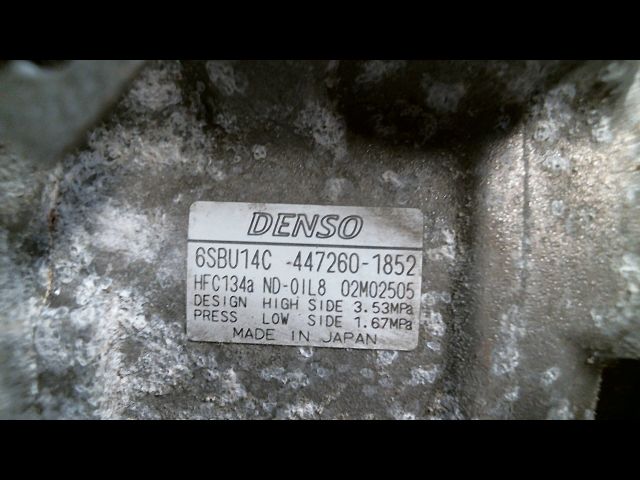 DENSO
6SBU14C -447260-1852
HFC134a ND-OIL8 02M02505
DESIGN HIGH SIDE 3.53MPa
PRESS LOW SIDE 1.67MPa
MADE IN JAPAN